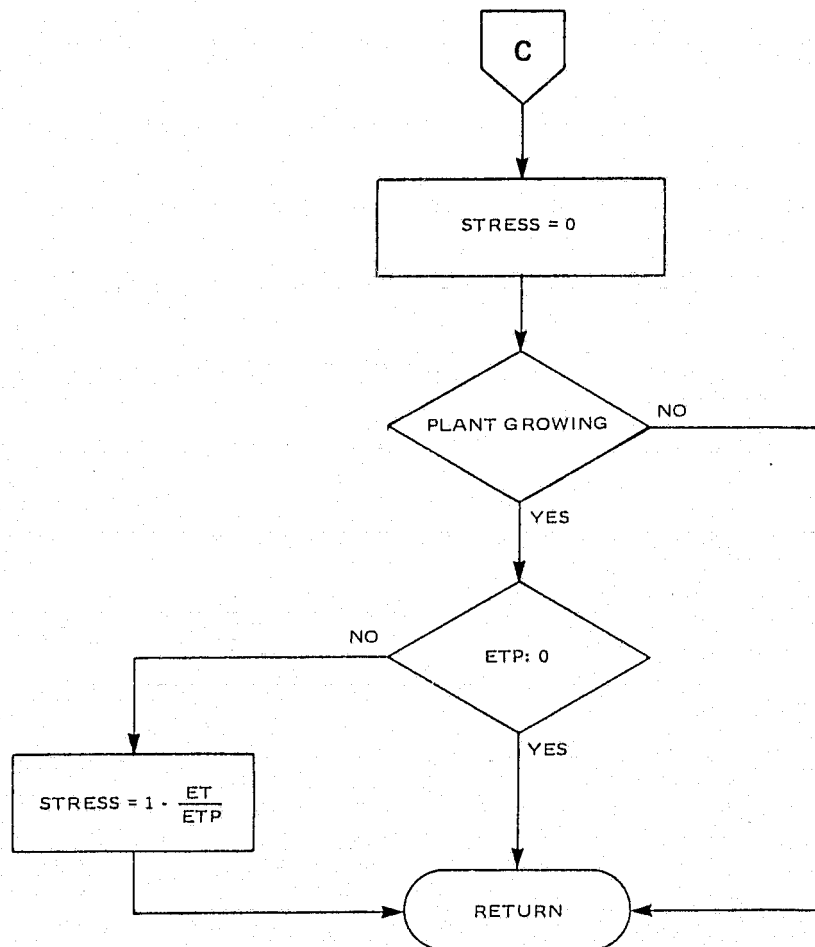 C
STRESS = 0
PLANT GROWING
NO
YES
NO
ETP: 0
YES
STRESS = 1 - ET
ETP
RETURN